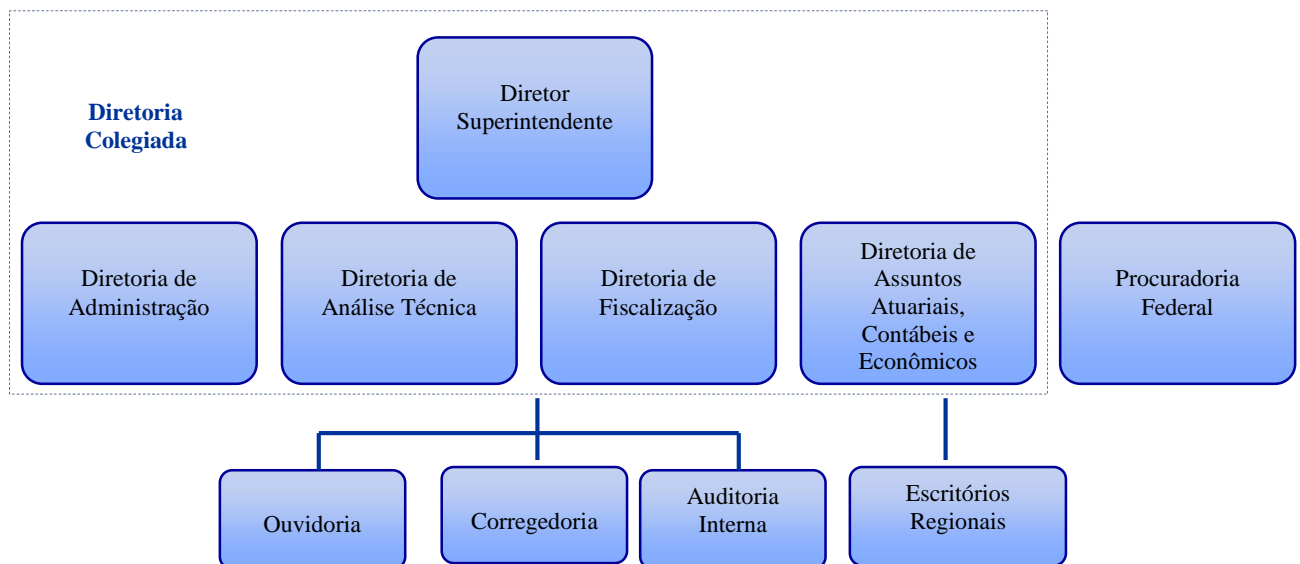 Diretor
Superintendente
Diretoria
Colegiada
Diretoria de
Administração
Diretoria de
Análise Técnica
Diretoria de
Fiscalização
Diretoria de
Assuntos
Atuariais,
Contábeis e
Econômicos
Procuradoria
Federal
Ouvidoria
Corregedoria
Auditoria
Interna
Escritórios
Regionais